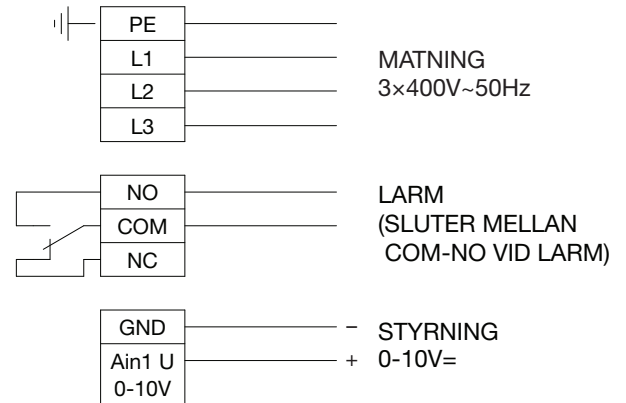 PE
L1
L2
L3
MATNING
3×400V~50Hz
NO
COM
NC
LARM
(SLUTER MELLAN
COM-NO VID LARM)
GND
Ain1 U
0-10V
− STYRNING
+ 0-10V=